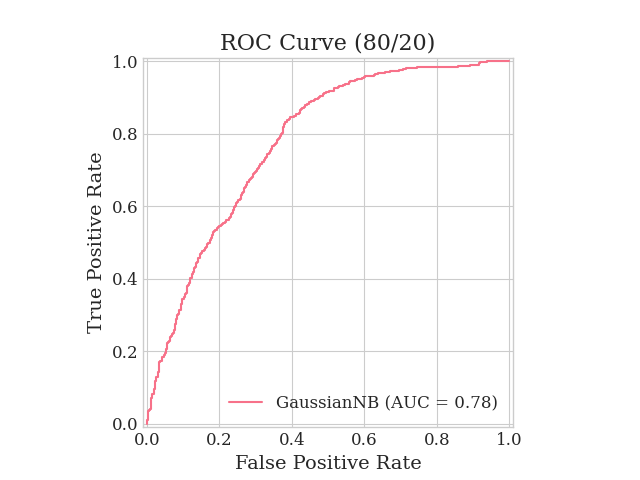 ROC Curve (80/20)
1.0
0.8
0.6
0.4
0.2
0.0
True Positive Rate
GaussianNB (AUC = 0.78)
0.0 0.2 0.4 0.6 0.8 1.0
False Positive Rate